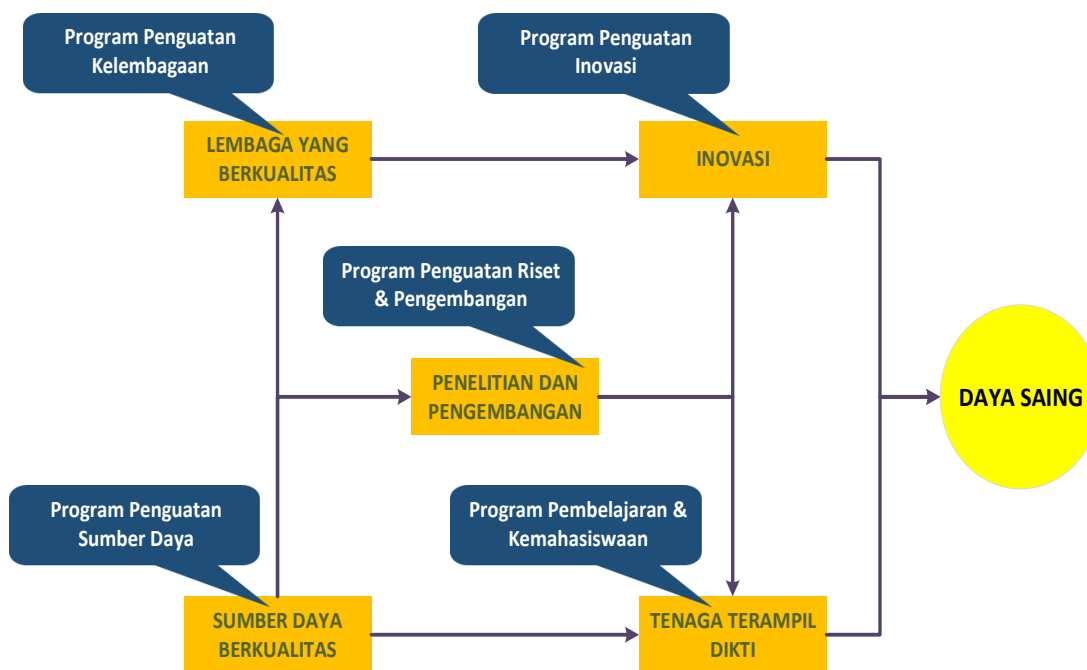 Program Penguatan
Kelembagaan
Program Penguatan
Inovasi
LEMBAGA YANG
BERKUALITAS
INOVASI
Program Penguatan Riset
& Pengembangan
PENELITIAN DAN
PENGEMBANGAN
DAYA SAING
Program Penguatan
Sumber Daya
Program Pembelajaran &
Kemahasiswaan
SUMBER DAYA
BERKUALITAS
TENAGA TERAMPIL
DIKTI